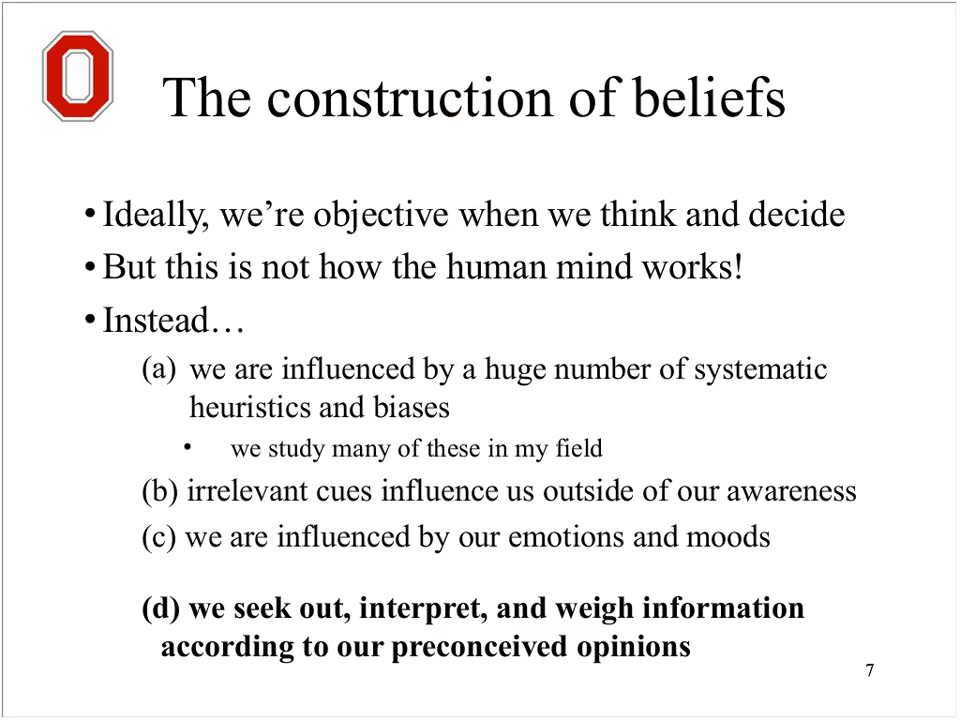 The construction of beliefs
• Ideally, we’re objective when we think and decide
• But this is not how the human mind works!
• Instead…
(a) we are influenced by a huge number of systematic
heuristics and biases
• we study many of these in my field
(b) irrelevant cues influence us outside of our awareness
(c) we are influenced by our emotions and moods
(d) we seek out, interpret, and weigh information
according to our preconceived opinions
7